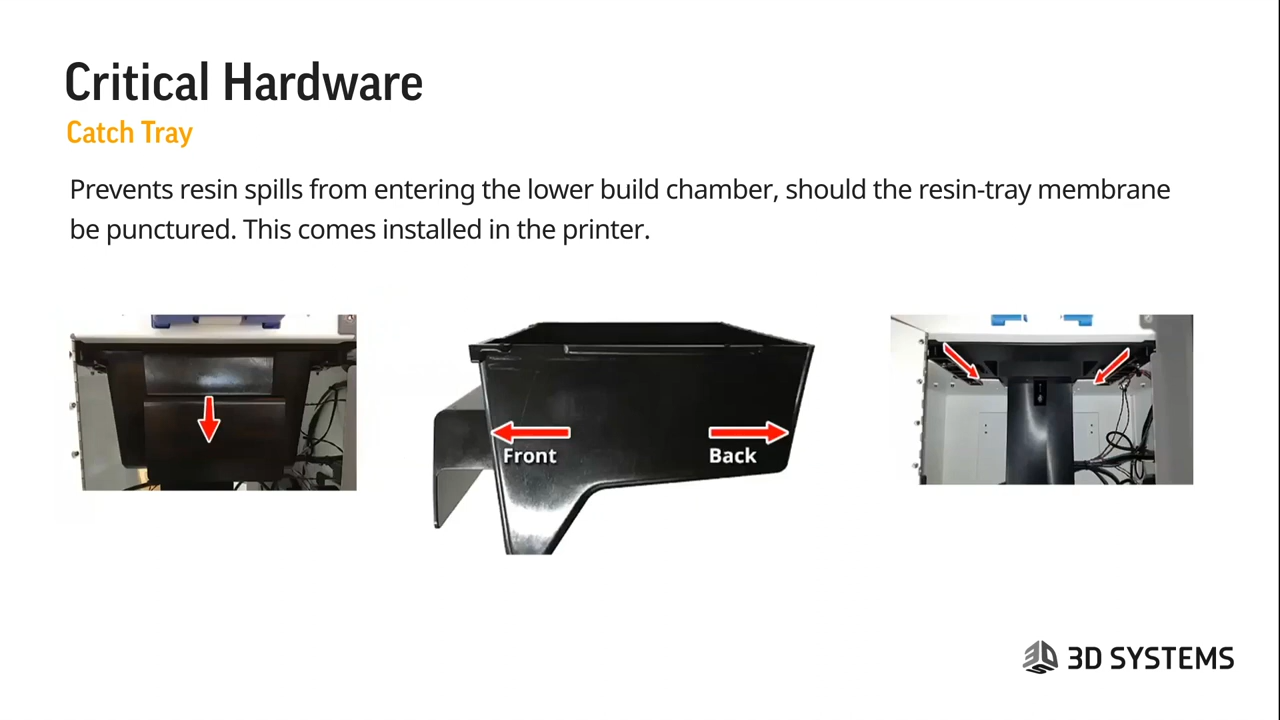 Critical Hardware
Catch Tray
Prevents resin spills from entering the lower build chamber, should the resin-tray membrane
be punctured. This comes installed in the printer.
Front
Back
3D SYSTEMS